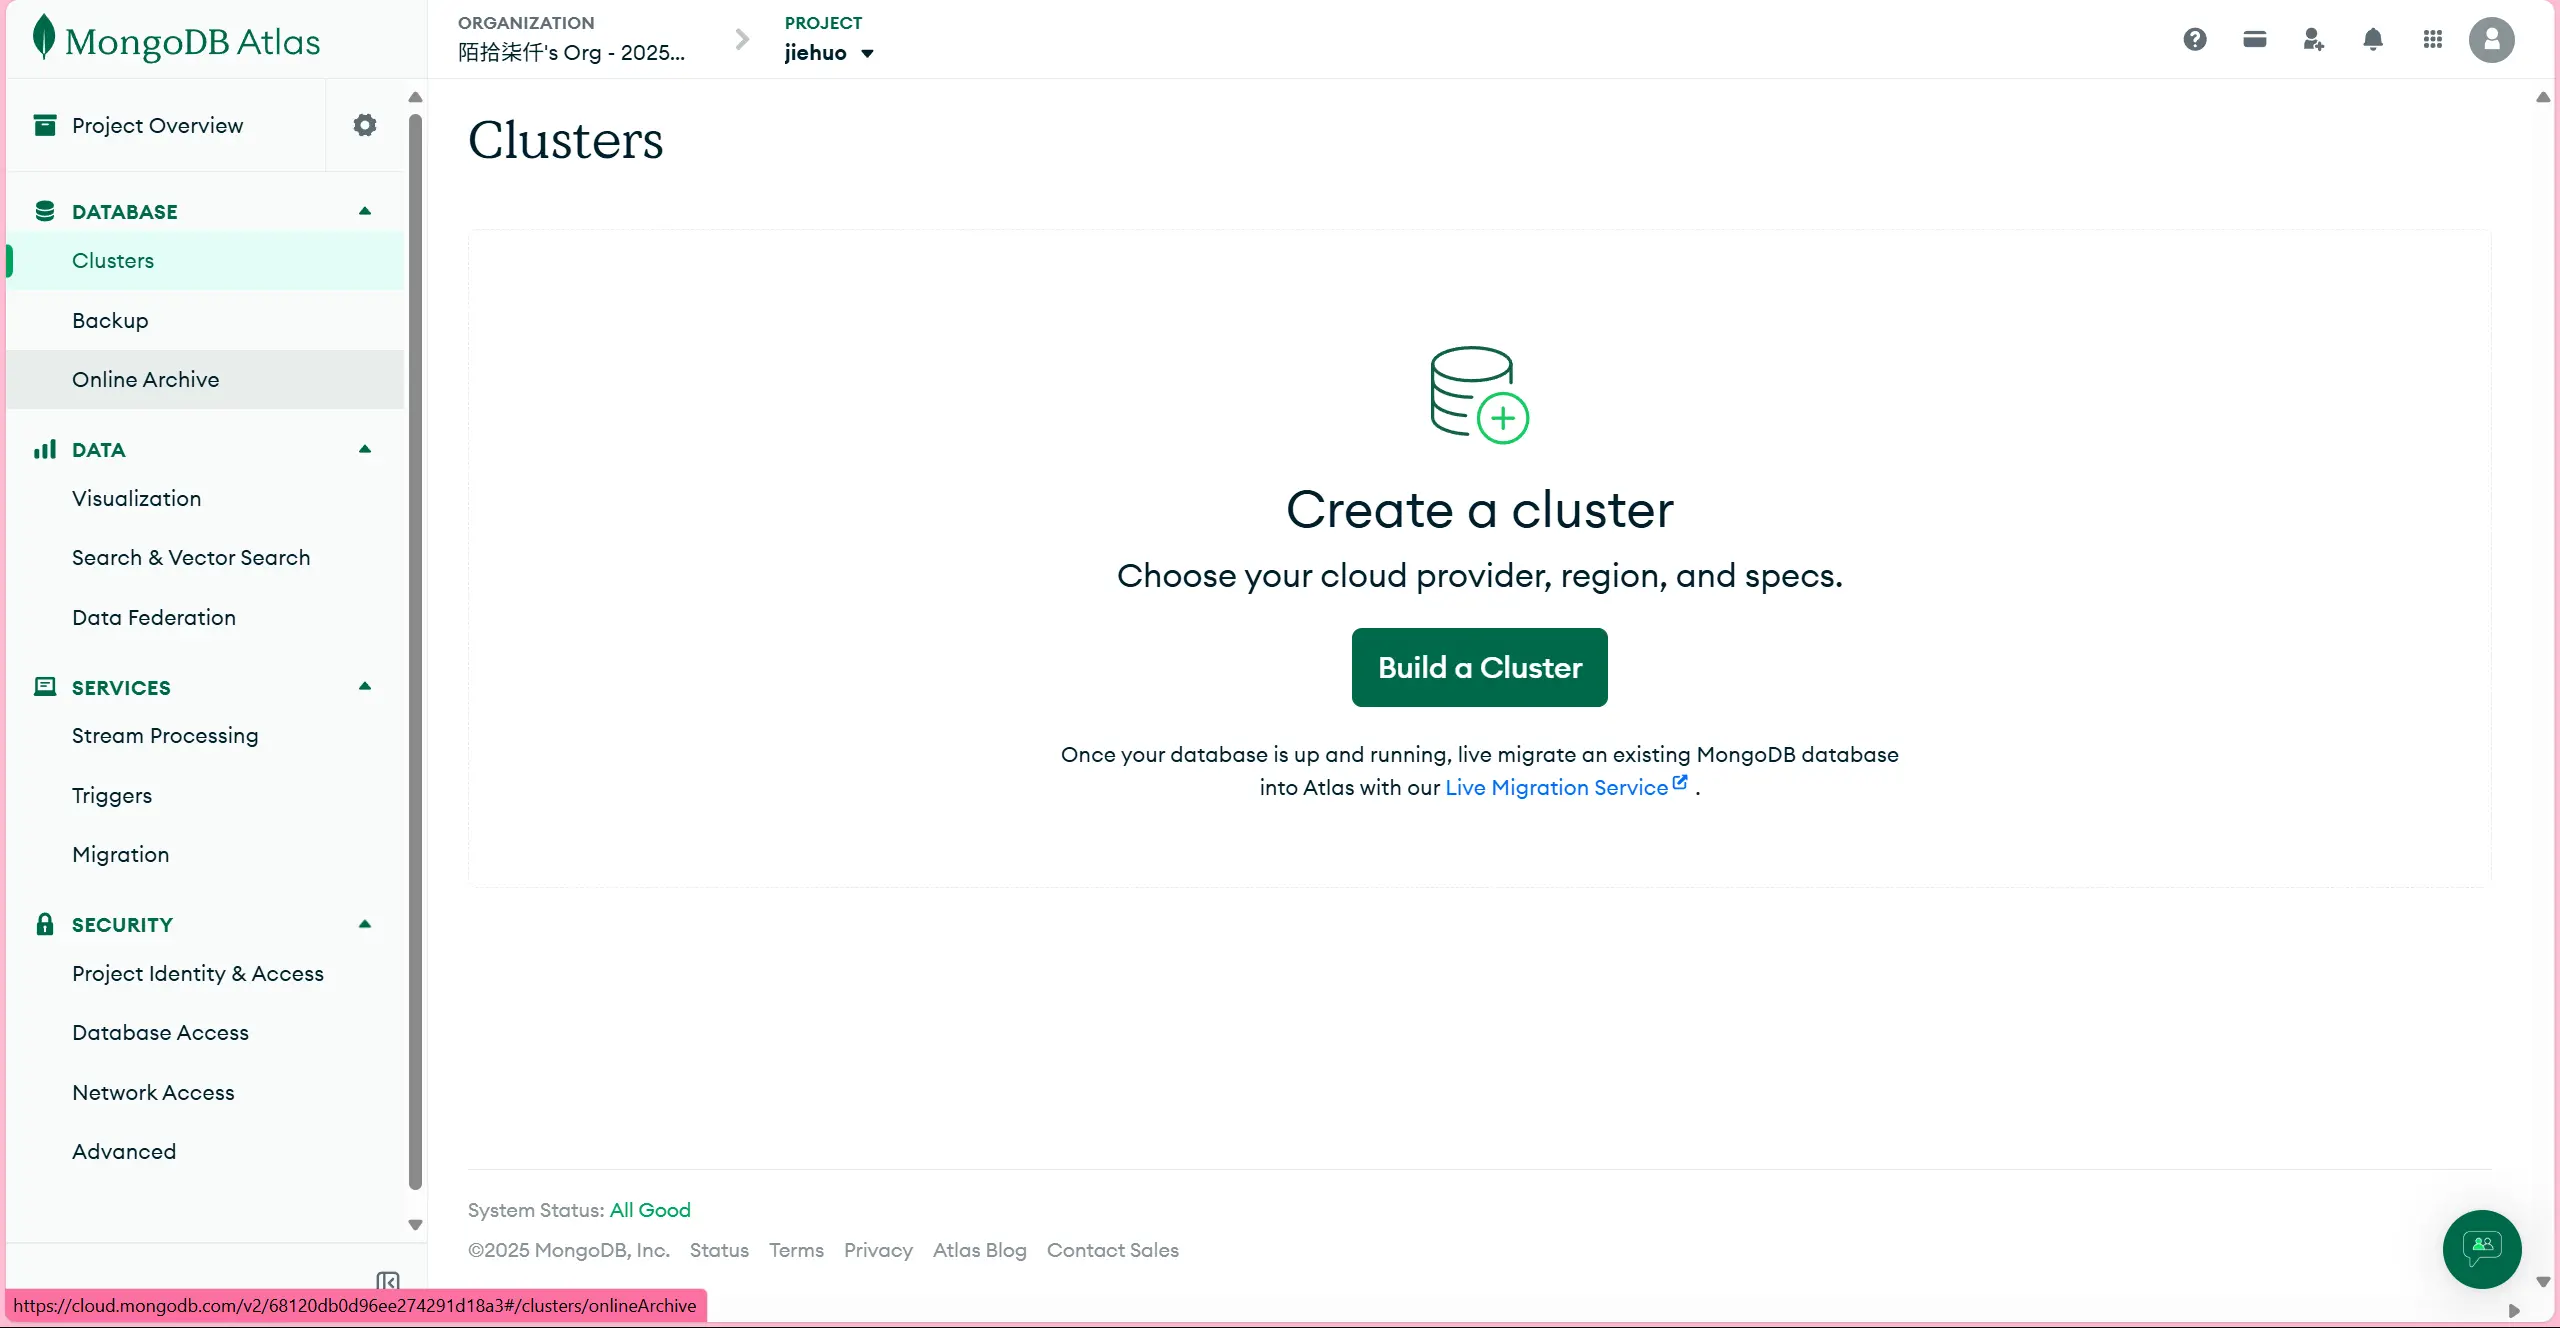 MongoDB Atlas
ORGANIZATION
陌拾柒仟's Org - 2025...
PROJECT
jiehuo
Project Overview
DATABASE
Clusters
Backup
Online Archive
DATA
Visualization
Search & Vector Search
Data Federation
SERVICES
Stream Processing
Triggers
Migration
SECURITY
Project Identity & Access
Database Access
Network Access
Advanced
Clusters
Create a cluster
Choose your cloud provider, region, and specs.
Build a Cluster
Once your database is up and running, live migrate an existing MongoDB database
into Atlas with our Live Migration Service .
System Status: All Good
©2025 MongoDB, Inc. Status Terms Privacy Atlas Blog Contact Sales
https://cloud.mongodb.com/v2/68120db0d96ee274291d18a3#/clusters/onlineArchive